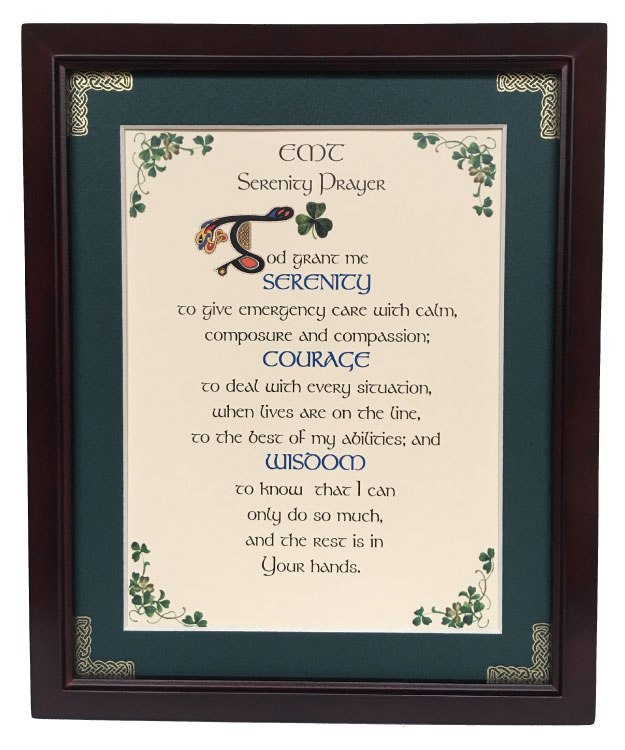 EMT
Serenity Prayer
God grant me
SERENITY
to give emergency care with calm,
composure and compassion;
COURAGE
to deal with every situation,
when lives are on the line,
to the best of my abilities; and
WISDOM
to know that I can
only do so much,
and the rest is in
Your hands.